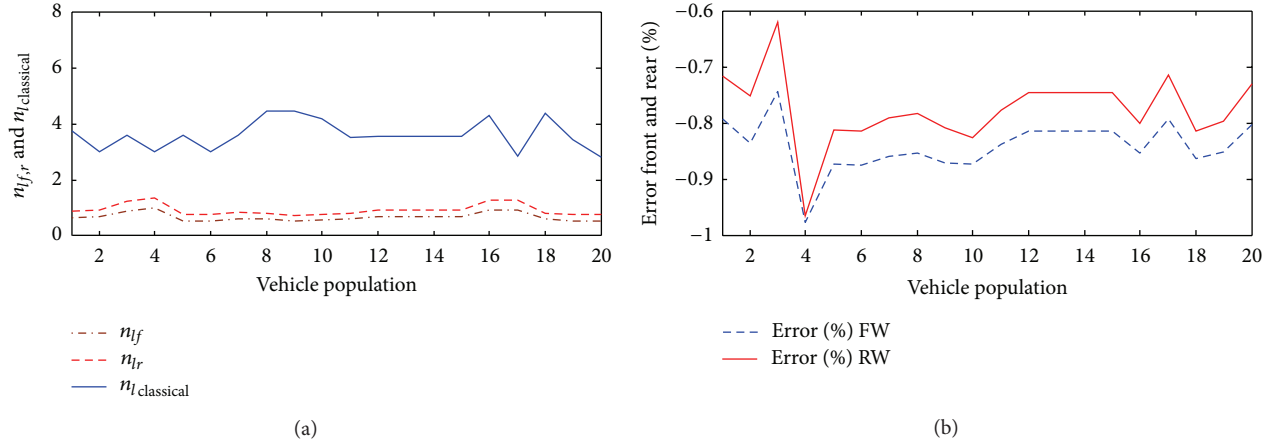 8
6
4
2
0
n_{lf,r} and n_{l classical}
2 4 6 8 10 12 14 16 18 20
Vehicle population
n_{lf}
n_{lr}
n_{l classical}
(a)
−0.6
−0.7
−0.8
−0.9
−1
Error front and rear (%)
2 4 6 8 10 12 14 16 18 20
Vehicle population
Error (%) FW
Error (%) RW
(b)